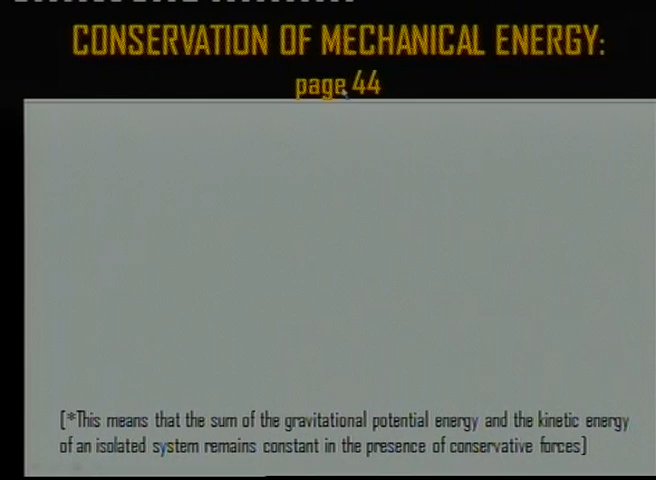 CONSERVATION OF MECHANICAL ENERGY:
page 44
[*This means that the sum of the gravitational potential energy and the kinetic energy
of an isolated system remains constant in the presence of conservative forces]